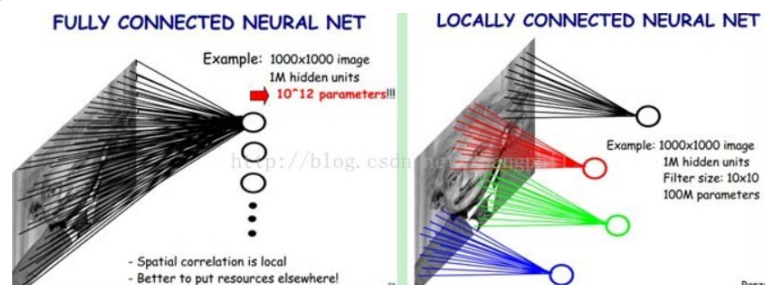 FULLY CONNECTED NEURAL NET
Example: 1000x1000 image
1M hidden units
10^12 parameters!!!
- Spatial correlation is local
- Better to put resources elsewhere!
LOCALLY CONNECTED NEURAL NET
Example: 1000x1000 image
1M hidden units
Filter size: 10x10
100M parameters